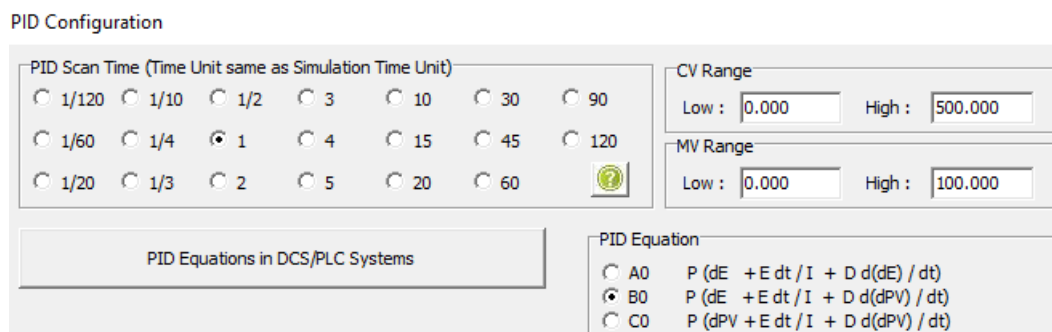 PID Configuration
PID Scan Time (Time Unit same as Simulation Time Unit)
1/120 1/10 1/2 3 10 30 90
1/60 1/4 1 4 15 45 120
1/20 1/3 2 5 20 60 ?
CV Range
Low : 0.000 High : 500.000
MV Range
Low : 0.000 High : 100.000
PID Equations in DCS/PLC Systems
PID Equation
A0 P (dE + E dt / I + D d(dE) / dt)
B0 P (dE + E dt / I + D d(dPV) / dt)
C0 P (dPV + E dt / I + D d(dPV) / dt)